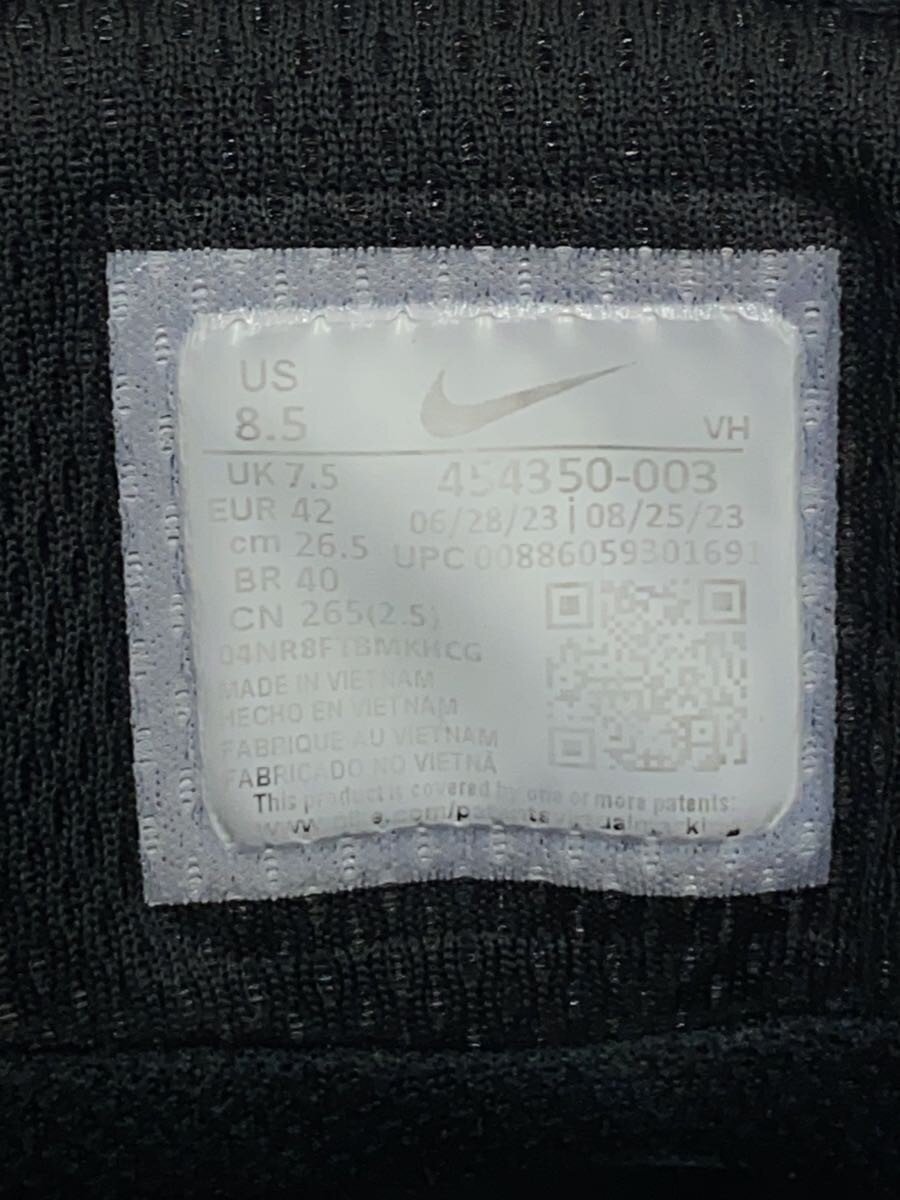 US
8.5
VH
UK 7.5
454350-003
EUR 42
06/28/23 | 08/25/23
cm 26.5
UPC 00886059301691
BR 40
CN 265(2.5)
MADE IN VIETNAM
HECHO EN VIETNAM
FABRIQUE AU VIETNAM
FABRICADO NO VIETNÃ
This product is covered by one or more patents: